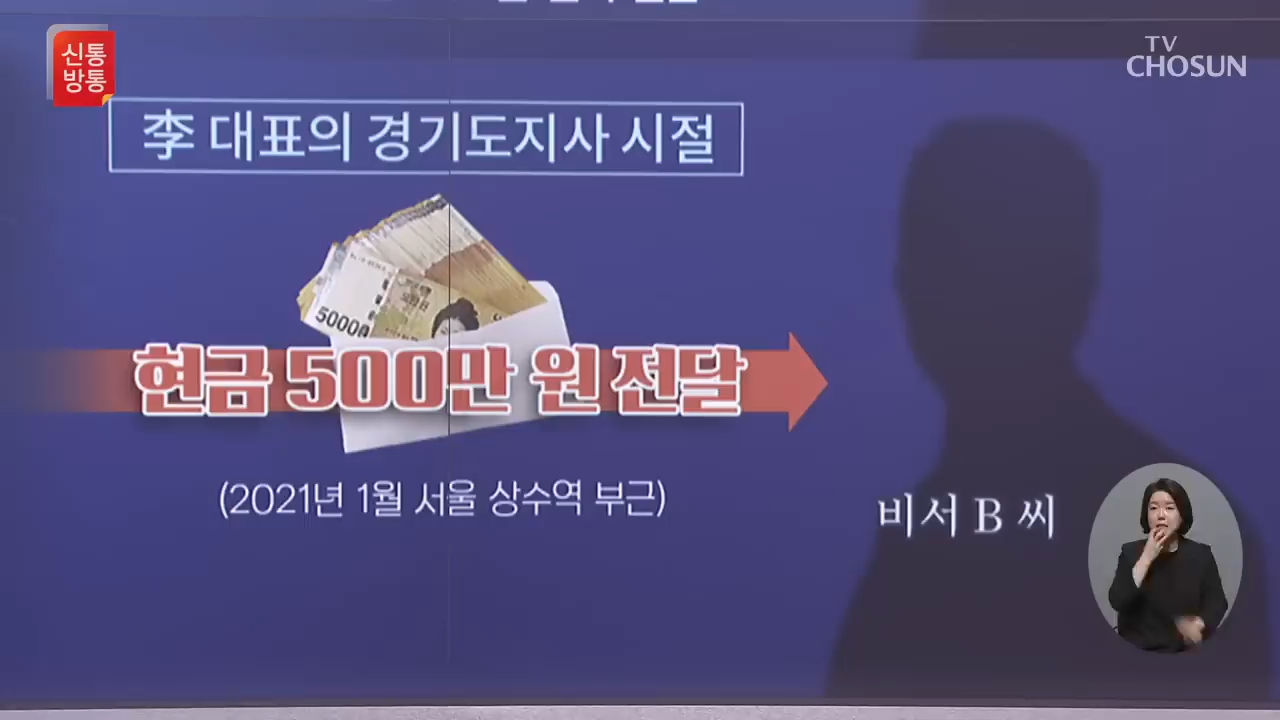 신통
방통
TV
CHOSUN
李 대표의 경기도지사 시절
50000
현금 500만 원 전달
(2021년 1월 서울 상수역 부근)
비서 B 씨